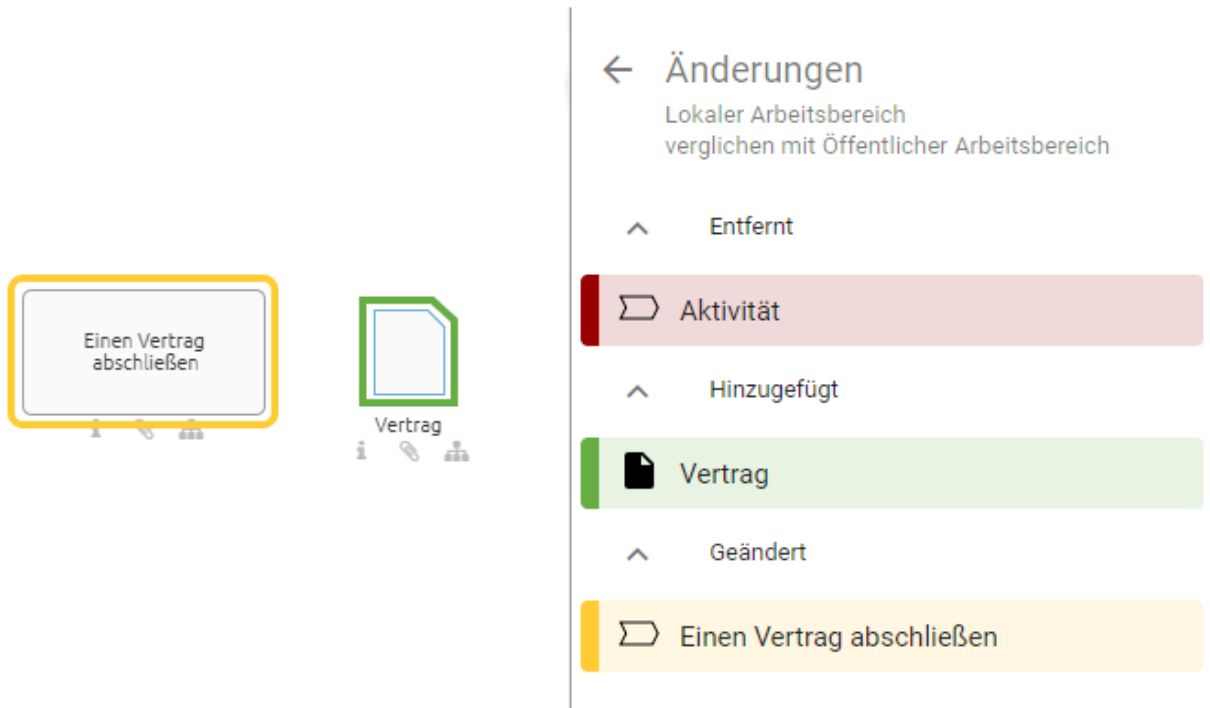 Einen Vertrag
abschließen
Vertrag
Änderungen
Lokaler Arbeitsbereich
verglichen mit Öffentlicher Arbeitsbereich
Entfernt
Aktivität
Hinzugefügt
Vertrag
Geändert
Einen Vertrag abschließen